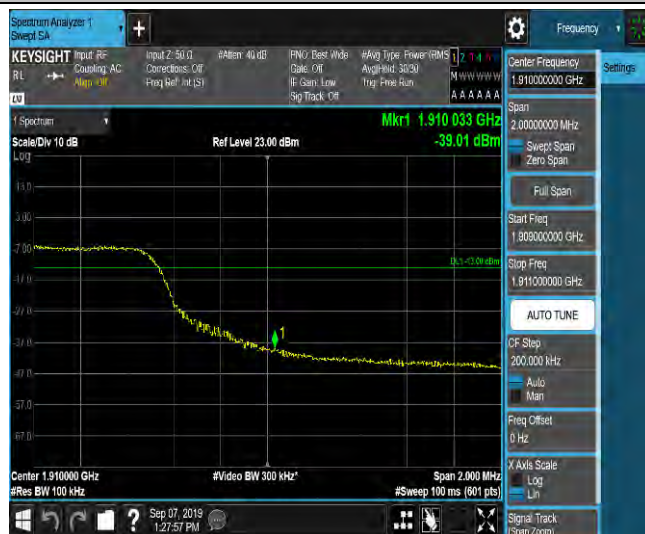 Spectrum Analyzer 1
Swept SA
Frequency
KEYSIGHT
RL
Input: RF
Coupling: AC
Align: Off
Input Z: 50 Ω
Corrections: Off
Freq Ref: Int (S)
#Atten: 40 dB
PNO: Best Wide
Gate: Off
IF Gain: Low
Sig Track: Off
#Avg Type: Power (RMS
Avg|Hold: 30/30
Trig: Free Run
1 2 3 4 5 6
M W W W W W
A A A A A A
1 Spectrum
Mkr1 1.910 033 GHz
Scale/Div 10 dB
Ref Level 23.00 dBm
-39.01 dBm
Log
13.0
3.00
-7.00
DL1 -13.00 dBm
-17.0
-27.0
1
-37.0
-47.0
-57.0
-67.0
Center 1.910000 GHz
#Video BW 300 kHz*
Span 2.000 MHz
#Res BW 100 kHz
#Sweep 100 ms (601 pts)
?
Sep 07, 2019
1:27:57 PM
Settings
Center Frequency
1.910000000 GHz
Span
2.00000000 MHz
Swept Span
Zero Span
Full Span
Start Freq
1.909000000 GHz
Stop Freq
1.911000000 GHz
AUTO TUNE
CF Step
200.000 kHz
Auto
Man
Freq Offset
0 Hz
X Axis Scale
Log
Lin
Signal Track
(Span Zoom)